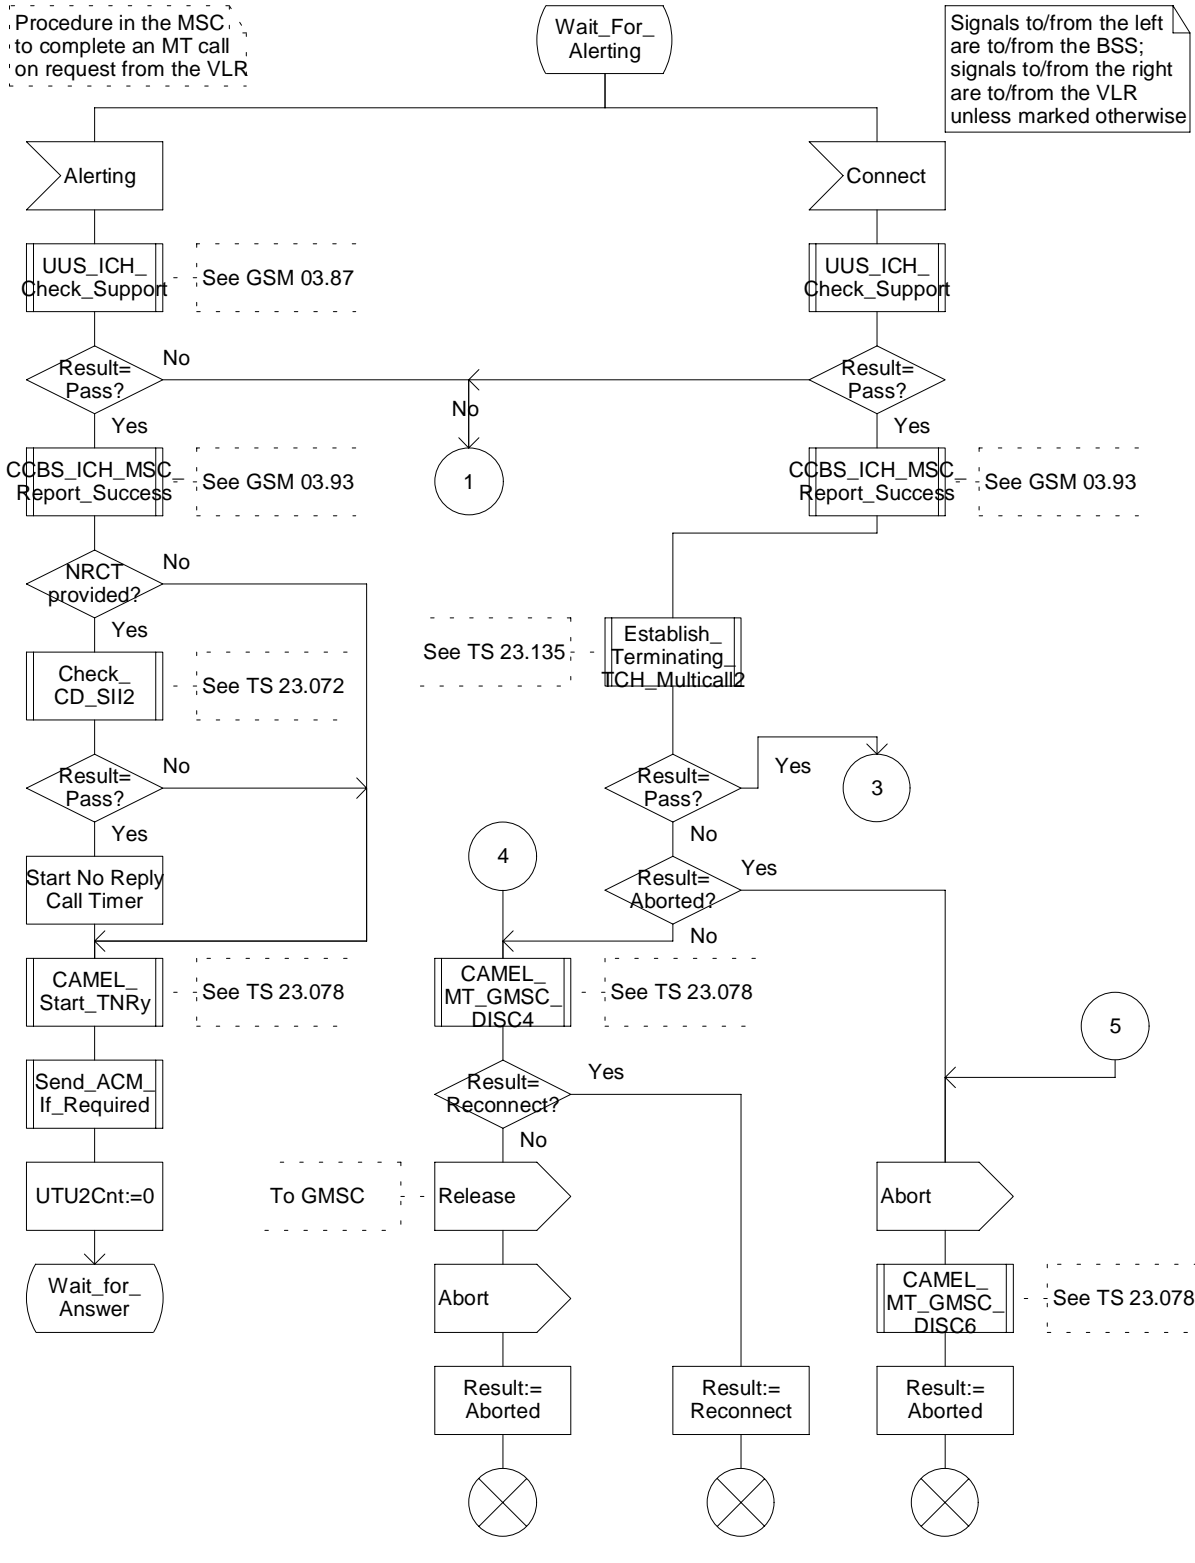 Procedure in the MSC
to complete an MT call
on request from the VLR
Wait_For_
Alerting
Signals to/from the left
are to/from the BSS;
signals to/from the right
are to/from the VLR
unless marked otherwise
Alerting
Connect
UUS_ICH_
Check_Support
See GSM 03.87
UUS_ICH_
Check_Support
Result=
Pass?
No
Result=
Pass?
No
Yes
Yes
CCBS_ICH_MSC_
Report_Success
See GSM 03.93
1
CCBS_ICH_MSC_
Report_Success
See GSM 03.93
NRCT
provided?
No
Yes
See TS 23.135
Establish_
Terminating_
TCH_Multicall2
Check_
CD_SII2
See TS 23.072
Result=
Pass?
No
Result=
Pass?
Yes
3
Yes
No
Start No Reply
Call Timer
4
Result=
Aborted?
Yes
No
CAMEL_
Start_TNRy
See TS 23.078
CAMEL_
MT_GMSC_
DISC4
See TS 23.078
5
Send_ACM_
If_Required
Result=
Reconnect?
Yes
No
UTU2Cnt:=0
To GMSC
Release
Abort
Wait_for_
Answer
Abort
CAMEL_
MT_GMSC_
DISC6
See TS 23.078
Result:=
Aborted
Result:=
Reconnect
Result:=
Aborted